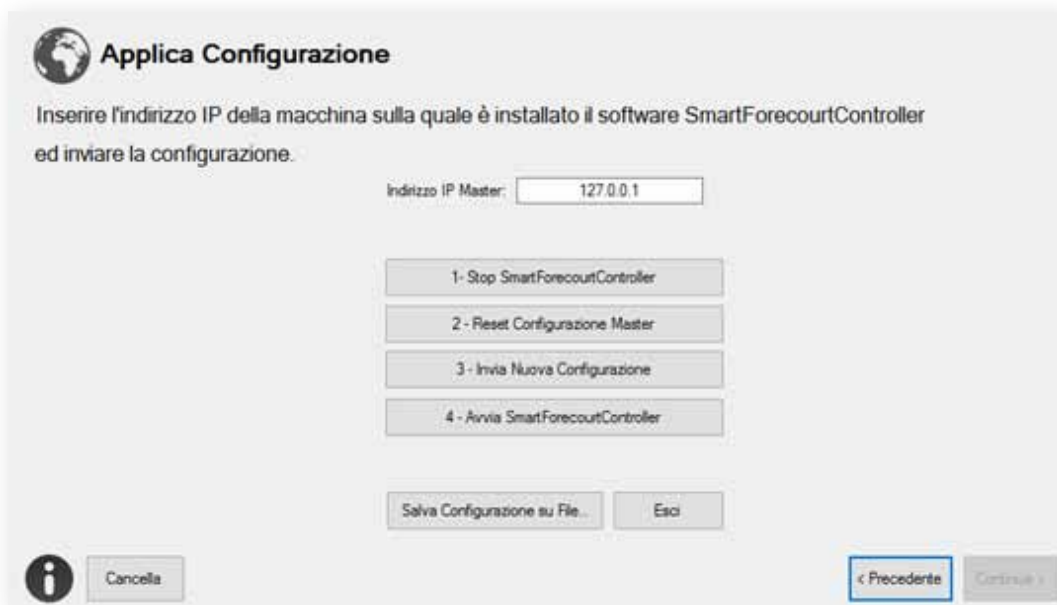 Applica Configurazione
Inserire l'indirizzo IP della macchina sulla quale è installato il software SmartForecourtController
ed inviare la configurazione.
Indirizzo IP Master: 127.0.0.1
1- Stop SmartForecourtController
2 - Reset Configurazione Master
3 - Invia Nuova Configurazione
4 - Avvia SmartForecourtController
Salva Configurazione su File... Esci
Cancella < Precedente Continua >